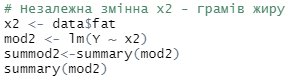 # Незалежна змінна x2 - грамів жиру
x2 <- data$fat
mod2 <- lm(Y ~ x2)
summod2<-summary(mod2)
summary(mod2)